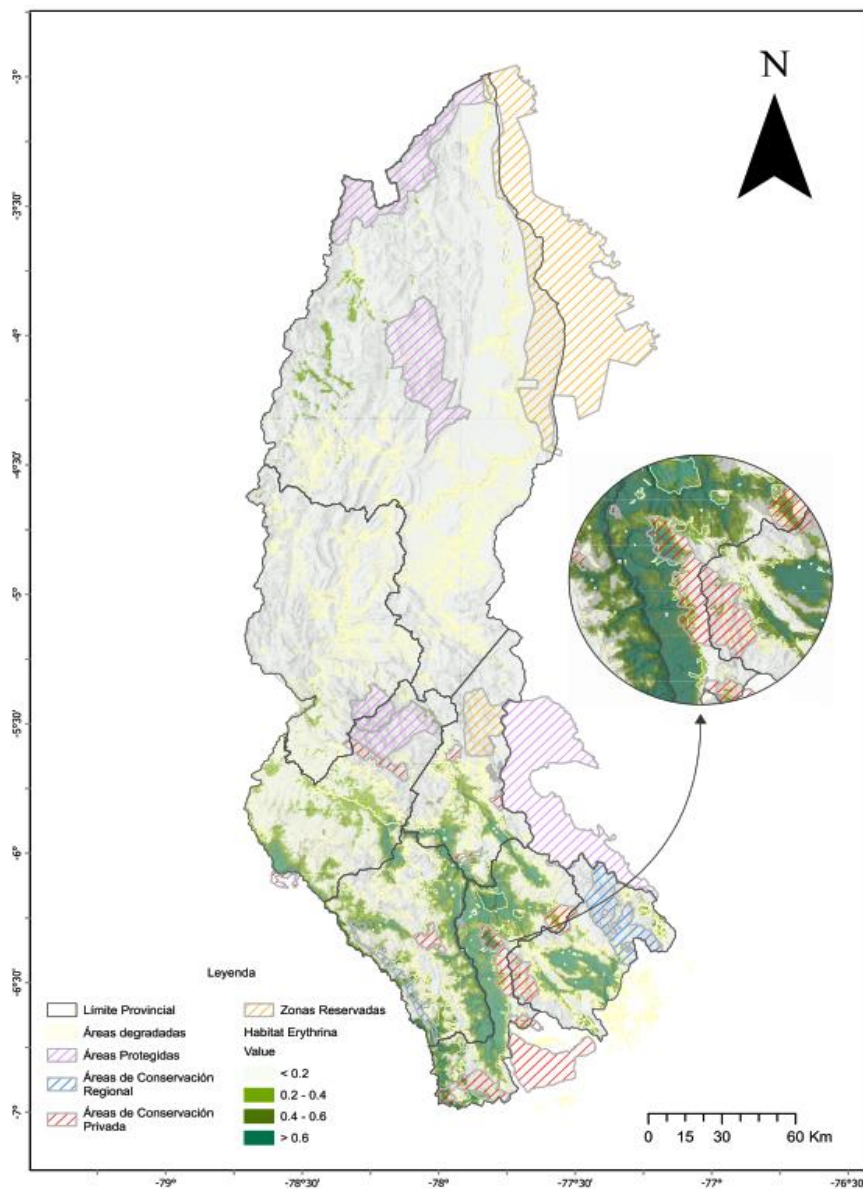 N
-3°
-3°30'
-4°
-4°30'
-5°
-5°30'
-6°
-6°30'
-7°
Leyenda
Límite Provincial
Áreas degradadas
Áreas Protegidas
Áreas de Conservación
Regional
Áreas de Conservación
Privada
Zonas Reservadas
Habitat Erythrina
Value
< 0.2
0.2 - 0.4
0.4 - 0.6
> 0.6
0 15 30 60 Km
-79° -78°30' -78° -77°30' -77° -76°30'